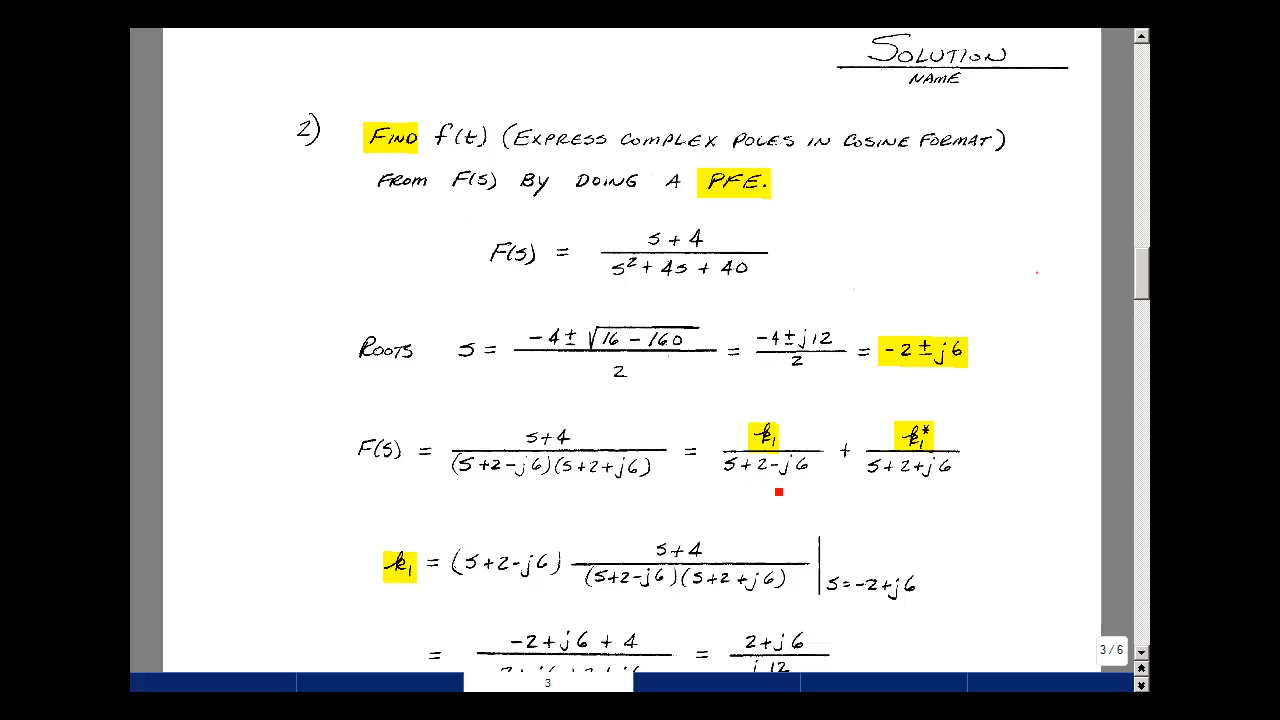 SOLUTION
NAME
2) FIND f(t) (EXPRESS COMPLEX POLES IN COSINE FORMAT)
FROM F(s) BY DOING A PFE.
F(s) = (s + 4) / (s² + 4s + 40)
ROOTS s = (-4 ± √(16 - 160)) / 2 = (-4 ± j12) / 2 = -2 ± j6
F(s) = (s+4) / ((s+2-j6)(s+2+j6)) = k₁ / (s+2-j6) + k₁* / (s+2+j6)
k₁ = (s+2-j6) (s+4) / ((s+2-j6)(s+2+j6)) | s=-2+j6
= (-2+j6+4) / = (2+j6) / j12
3 / 6
3